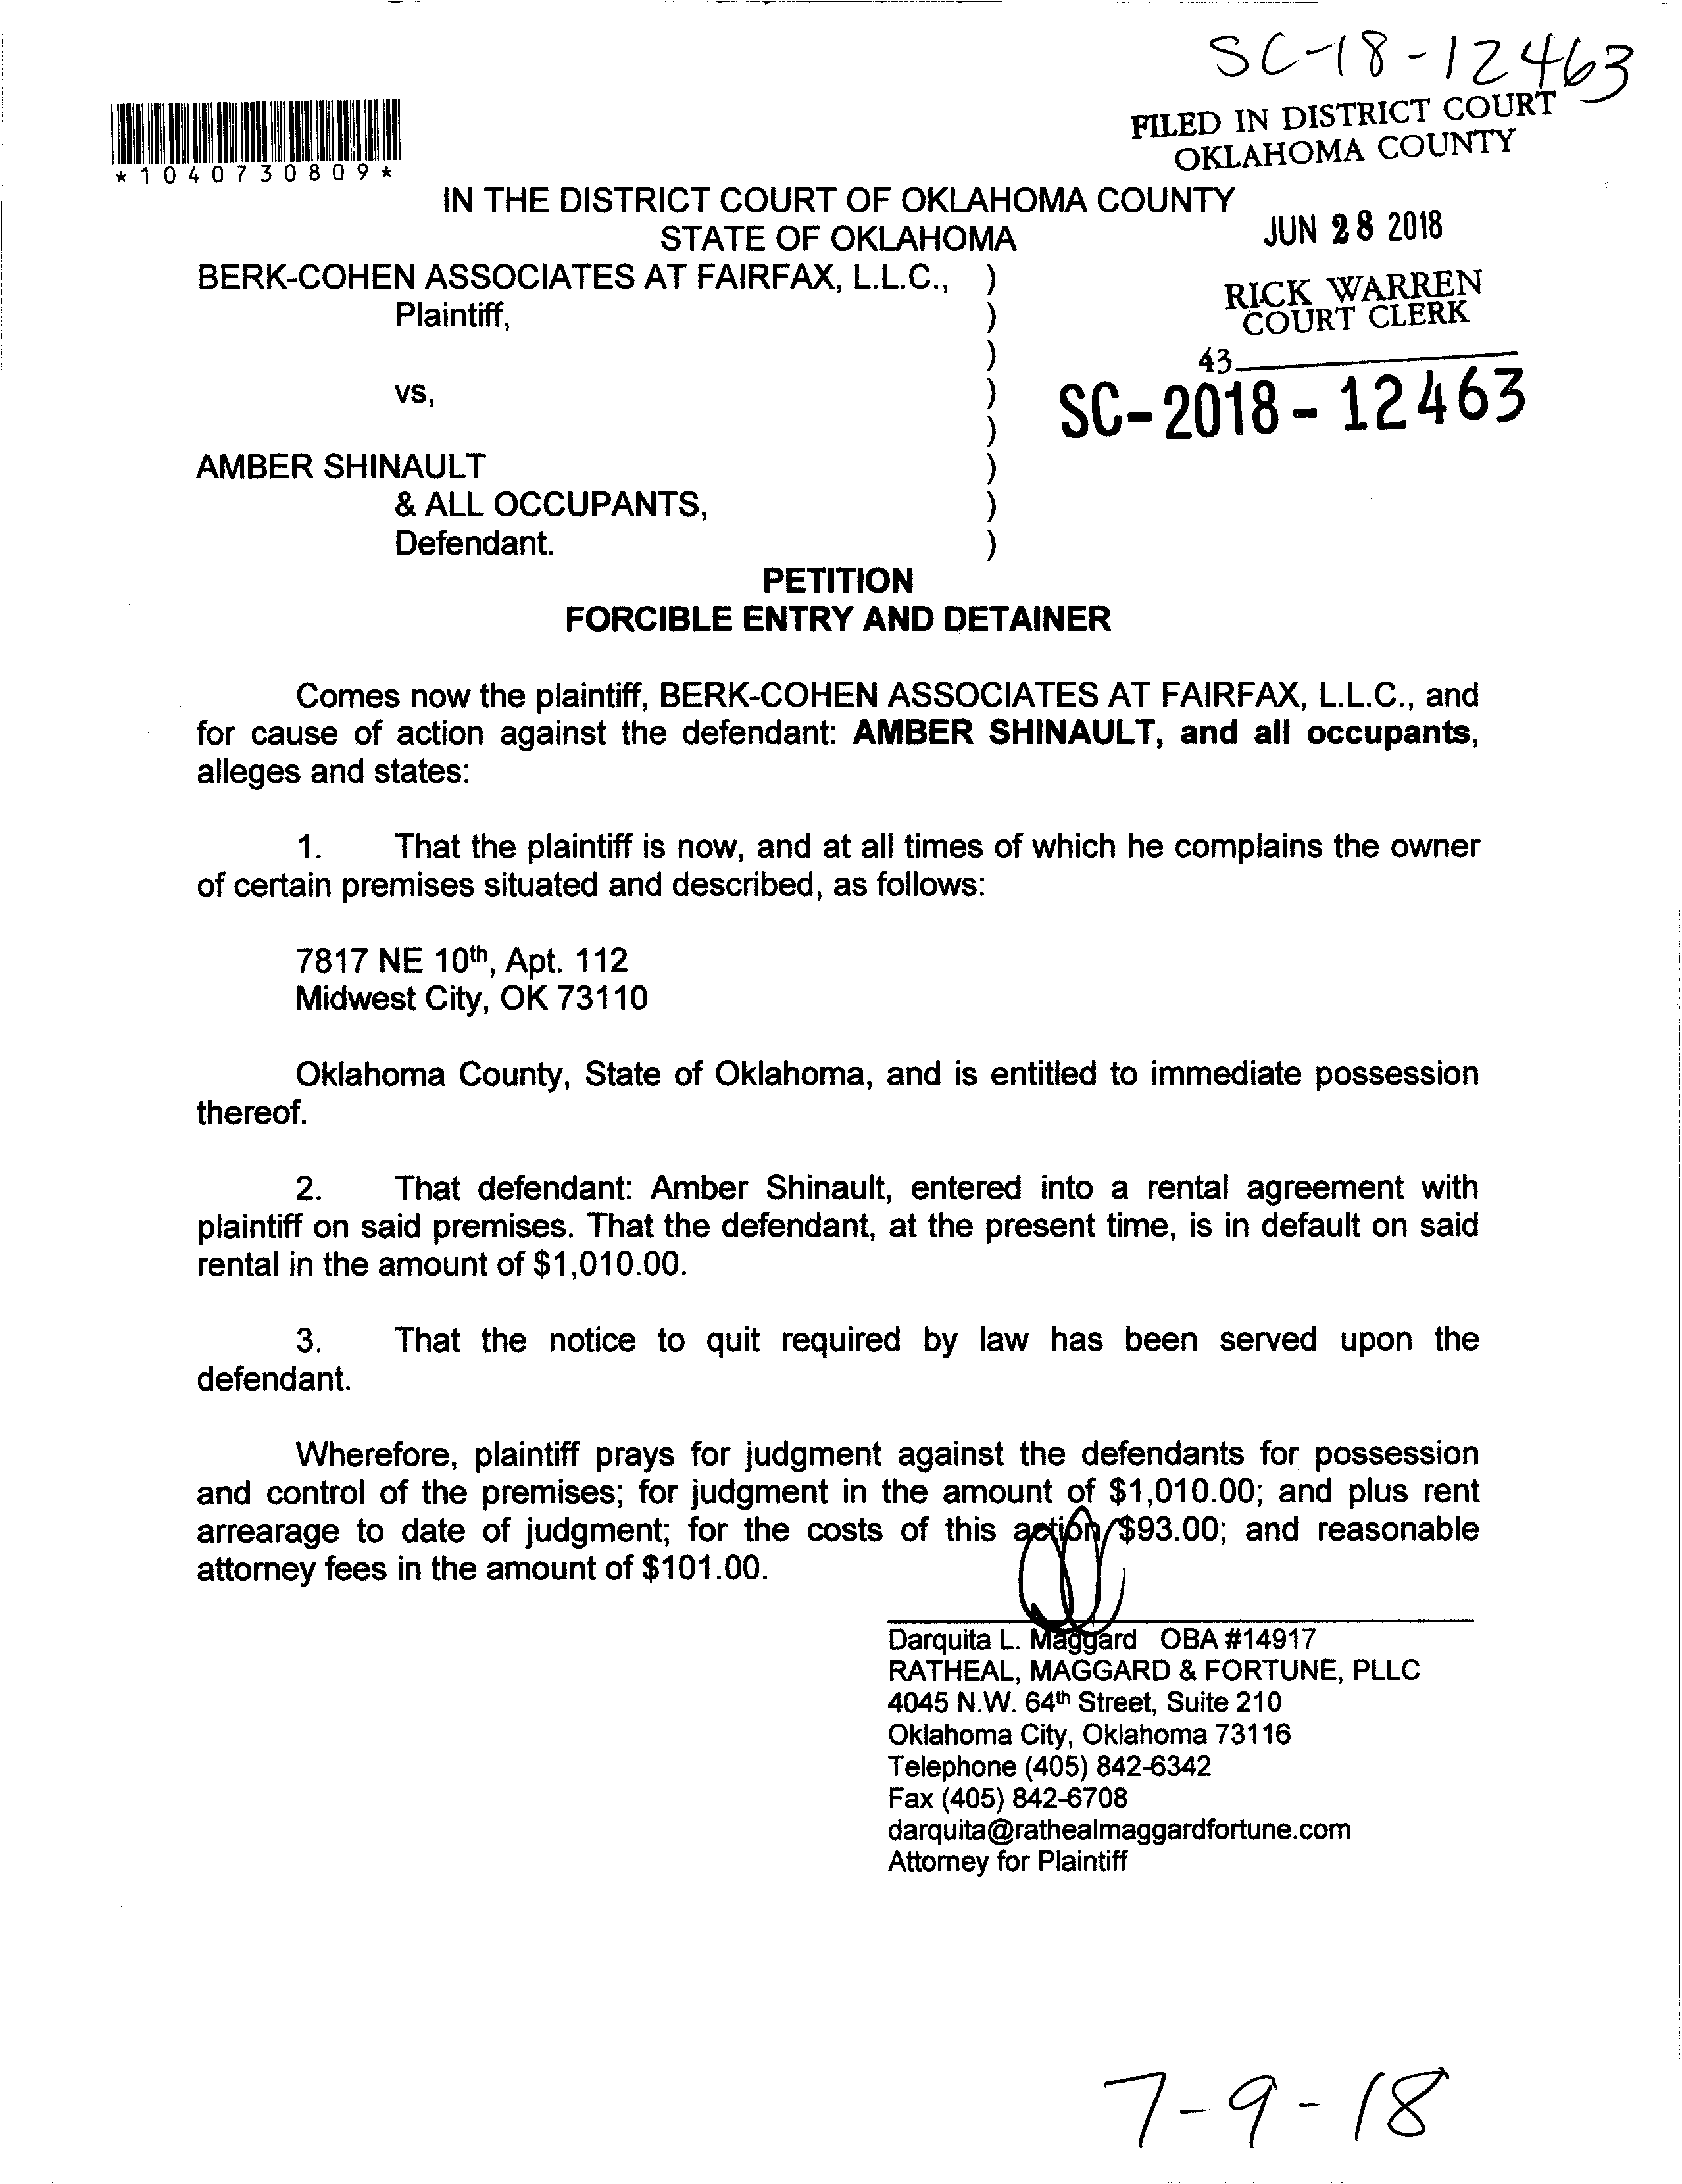 SC-18-12463
FILED IN DISTRICT COURT
OKLAHOMA COUNTY
*1040730809*
IN THE DISTRICT COURT OF OKLAHOMA COUNTY
STATE OF OKLAHOMA
JUN 28 2018
BERK-COHEN ASSOCIATES AT FAIRFAX, L.L.C., )
Plaintiff, )
)
RICK WARREN
COURT CLERK
43
vs, )
)
SC-2018-12463
AMBER SHINAULT )
& ALL OCCUPANTS, )
Defendant. )
PETITION
FORCIBLE ENTRY AND DETAINER
Comes now the plaintiff, BERK-COHEN ASSOCIATES AT FAIRFAX, L.L.C., and
for cause of action against the defendant: AMBER SHINAULT, and all occupants,
alleges and states:
1. That the plaintiff is now, and at all times of which he complains the owner
of certain premises situated and described, as follows:
7817 NE 10th, Apt. 112
Midwest City, OK 73110
Oklahoma County, State of Oklahoma, and is entitled to immediate possession
thereof.
2. That defendant: Amber Shinault, entered into a rental agreement with
plaintiff on said premises. That the defendant, at the present time, is in default on said
rental in the amount of $1,010.00.
3. That the notice to quit required by law has been served upon the
defendant.
Wherefore, plaintiff prays for judgment against the defendants for possession
and control of the premises; for judgment in the amount of $1,010.00; and plus rent
arrearage to date of judgment; for the costs of this action $93.00; and reasonable
attorney fees in the amount of $101.00.
Darquita L. Maggard OBA #14917
RATHEAL, MAGGARD & FORTUNE, PLLC
4045 N.W. 64th Street, Suite 210
Oklahoma City, Oklahoma 73116
Telephone (405) 842-6342
Fax (405) 842-6708
darquita@rathealmaggardfortune.com
Attorney for Plaintiff
7-9-18